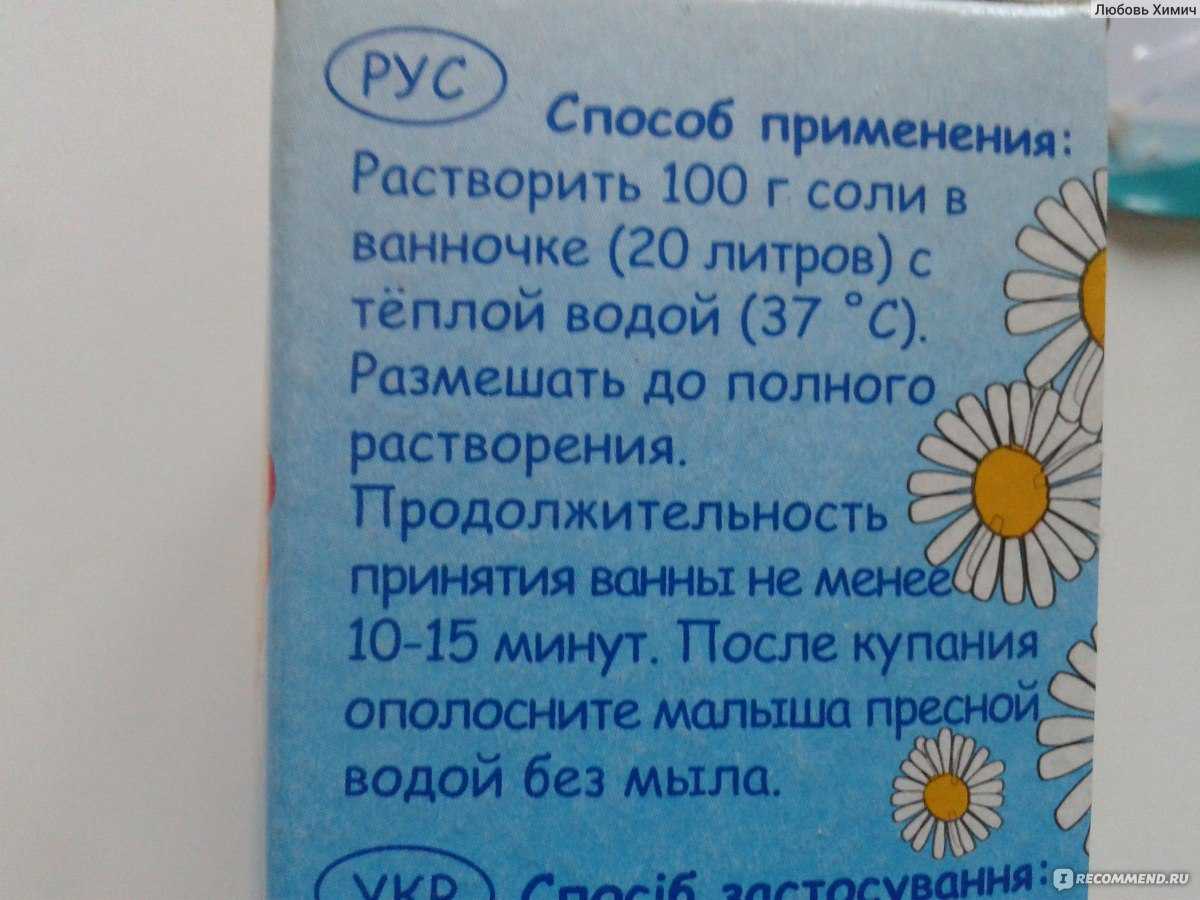 Любовь Химич
РУС
Способ применения:
Растворить 100 г соли в
ванночке (20 литров) с
тёплой водой (37 °С).
Размешать до полного
растворения.
Продолжительность
принятия ванны не менее
10-15 минут. После купания
ополосните малыша пресной
водой без мыла.
УКР
Спосіб застосування:
IRECOMMEND.RU